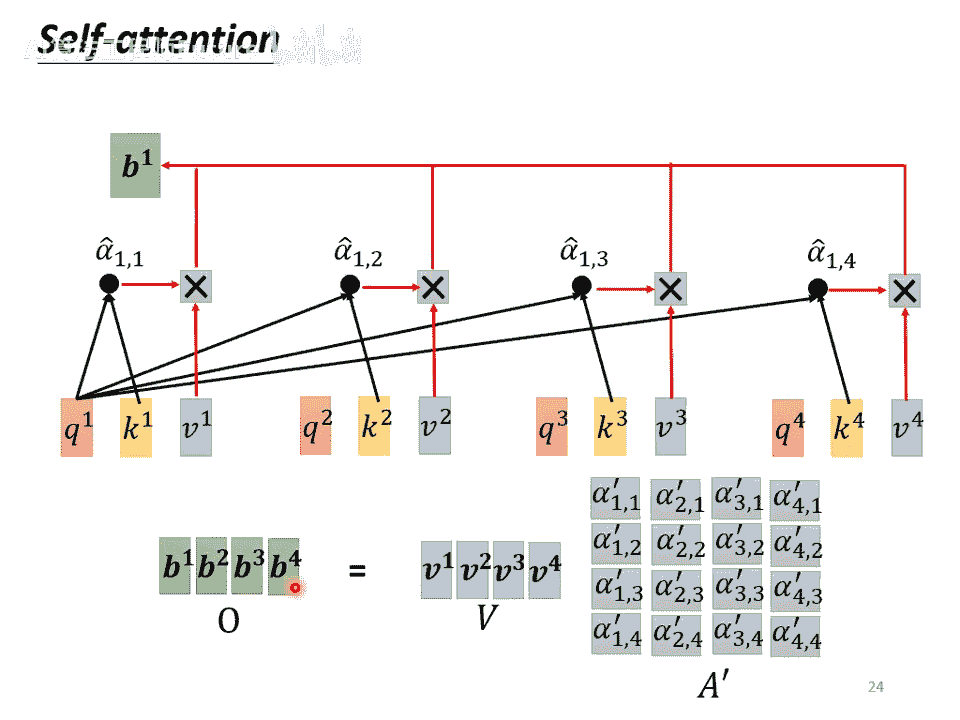 Self-attention
b¹
α̂₁,₁ α̂₁,₂ α̂₁,₃ α̂₁,₄
q¹ k¹ v¹ q² k² v² q³ k³ v³ q⁴ k⁴ v⁴
α′₁,₁ α′₂,₁ α′₃,₁ α′₄,₁
α′₁,₂ α′₂,₂ α′₃,₂ α′₄,₂
b¹ b² b³ b⁴ = v¹ v² v³ v⁴
α′₁,₃ α′₂,₃ α′₃,₃ α′₄,₃
O V
α′₁,₄ α′₂,₄ α′₃,₄ α′₄,₄
A′
24